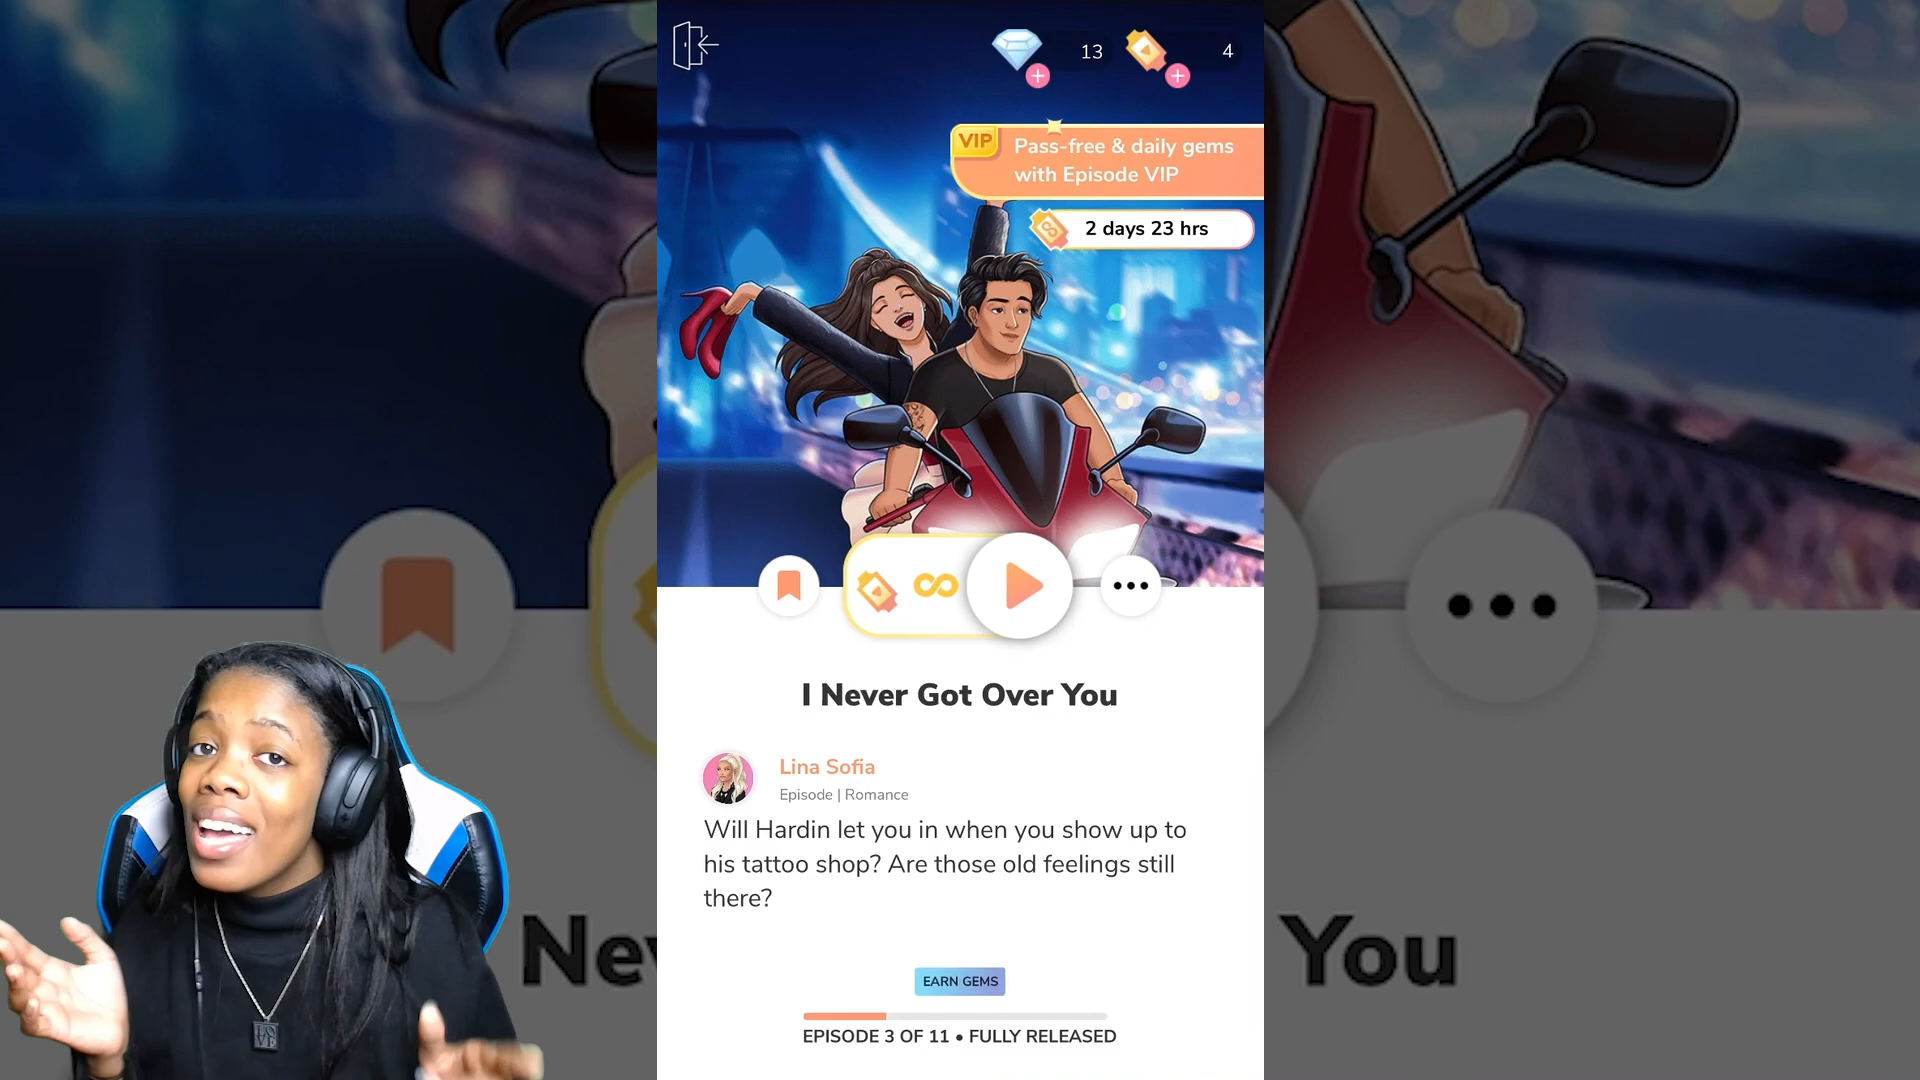 13
4
VIP
Pass-free & daily gems
with Episode VIP
2 days 23 hrs
I Never Got Over You
Lina Sofia
Episode | Romance
Will Hardin let you in when you show up to
his tattoo shop? Are those old feelings still
there?
EARN GEMS
EPISODE 3 OF 11 • FULLY RELEASED
Nev
You
LO
VE